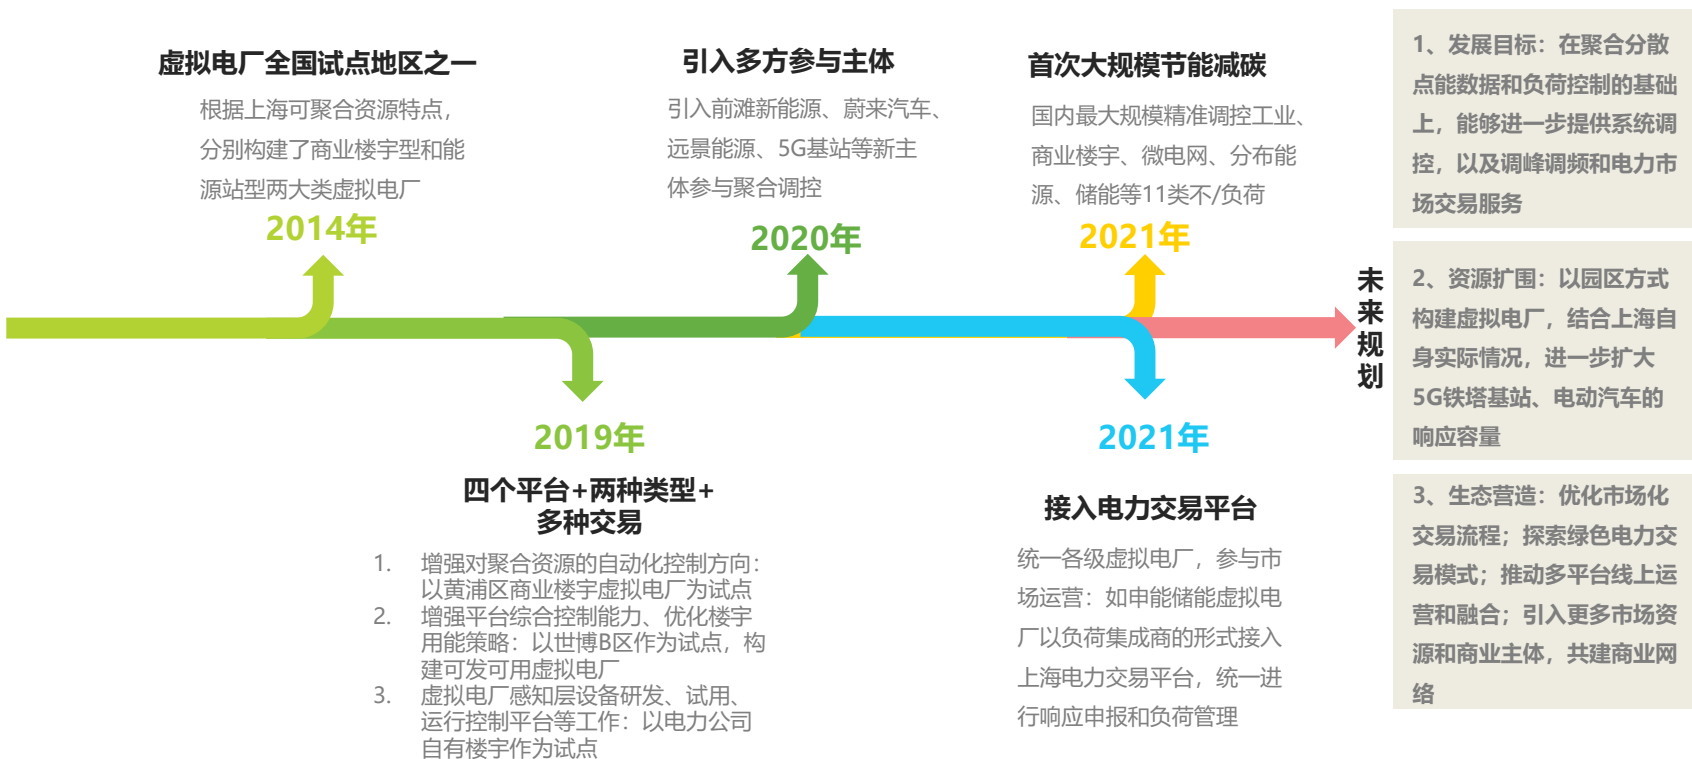 虚拟电厂全国试点地区之一
根据上海可聚合资源特点，
分别构建了商业楼宇型和能
源站型两大类虚拟电厂
2014年
引入多方参与主体
引入前滩新能源、蔚来汽车、
远景能源、5G基站等新主
体参与聚合调控
2020年
首次大规模节能减碳
国内最大规模精准调控工业、
商业楼宇、微电网、分布能
源、储能等11类不/负荷
2021年
2019年
四个平台+两种类型+
多种交易
1. 增强对聚合资源的自动化控制方向：
以黄浦区商业楼宇虚拟电厂为试点
2. 增强平台综合控制能力、优化楼宇
用能策略：以世博B区作为试点，构
建可发可用虚拟电厂
3. 虚拟电厂感知层设备研发、试用、
运行控制平台等工作：以电力公司
自有楼宇作为试点
2021年
接入电力交易平台
统一各级虚拟电厂，参与市
场运营：如申能储能虚拟电
厂以负荷集成商的形式接入
上海电力交易平台，统一进
行响应申报和负荷管理
未
来
规
划
1、发展目标：在聚合分散
点能数据和负荷控制的基础
上，能够进一步提供系统调
控，以及调峰调频和电力市
场交易服务
2、资源扩围：以园区方式
构建虚拟电厂，结合上海自
身实际情况，进一步扩大
5G铁塔基站、电动汽车的
响应容量
3、生态营造：优化市场化
交易流程；探索绿色电力交
易模式；推动多平台线上运
营和融合；引入更多市场资
源和商业主体，共建商业网
络